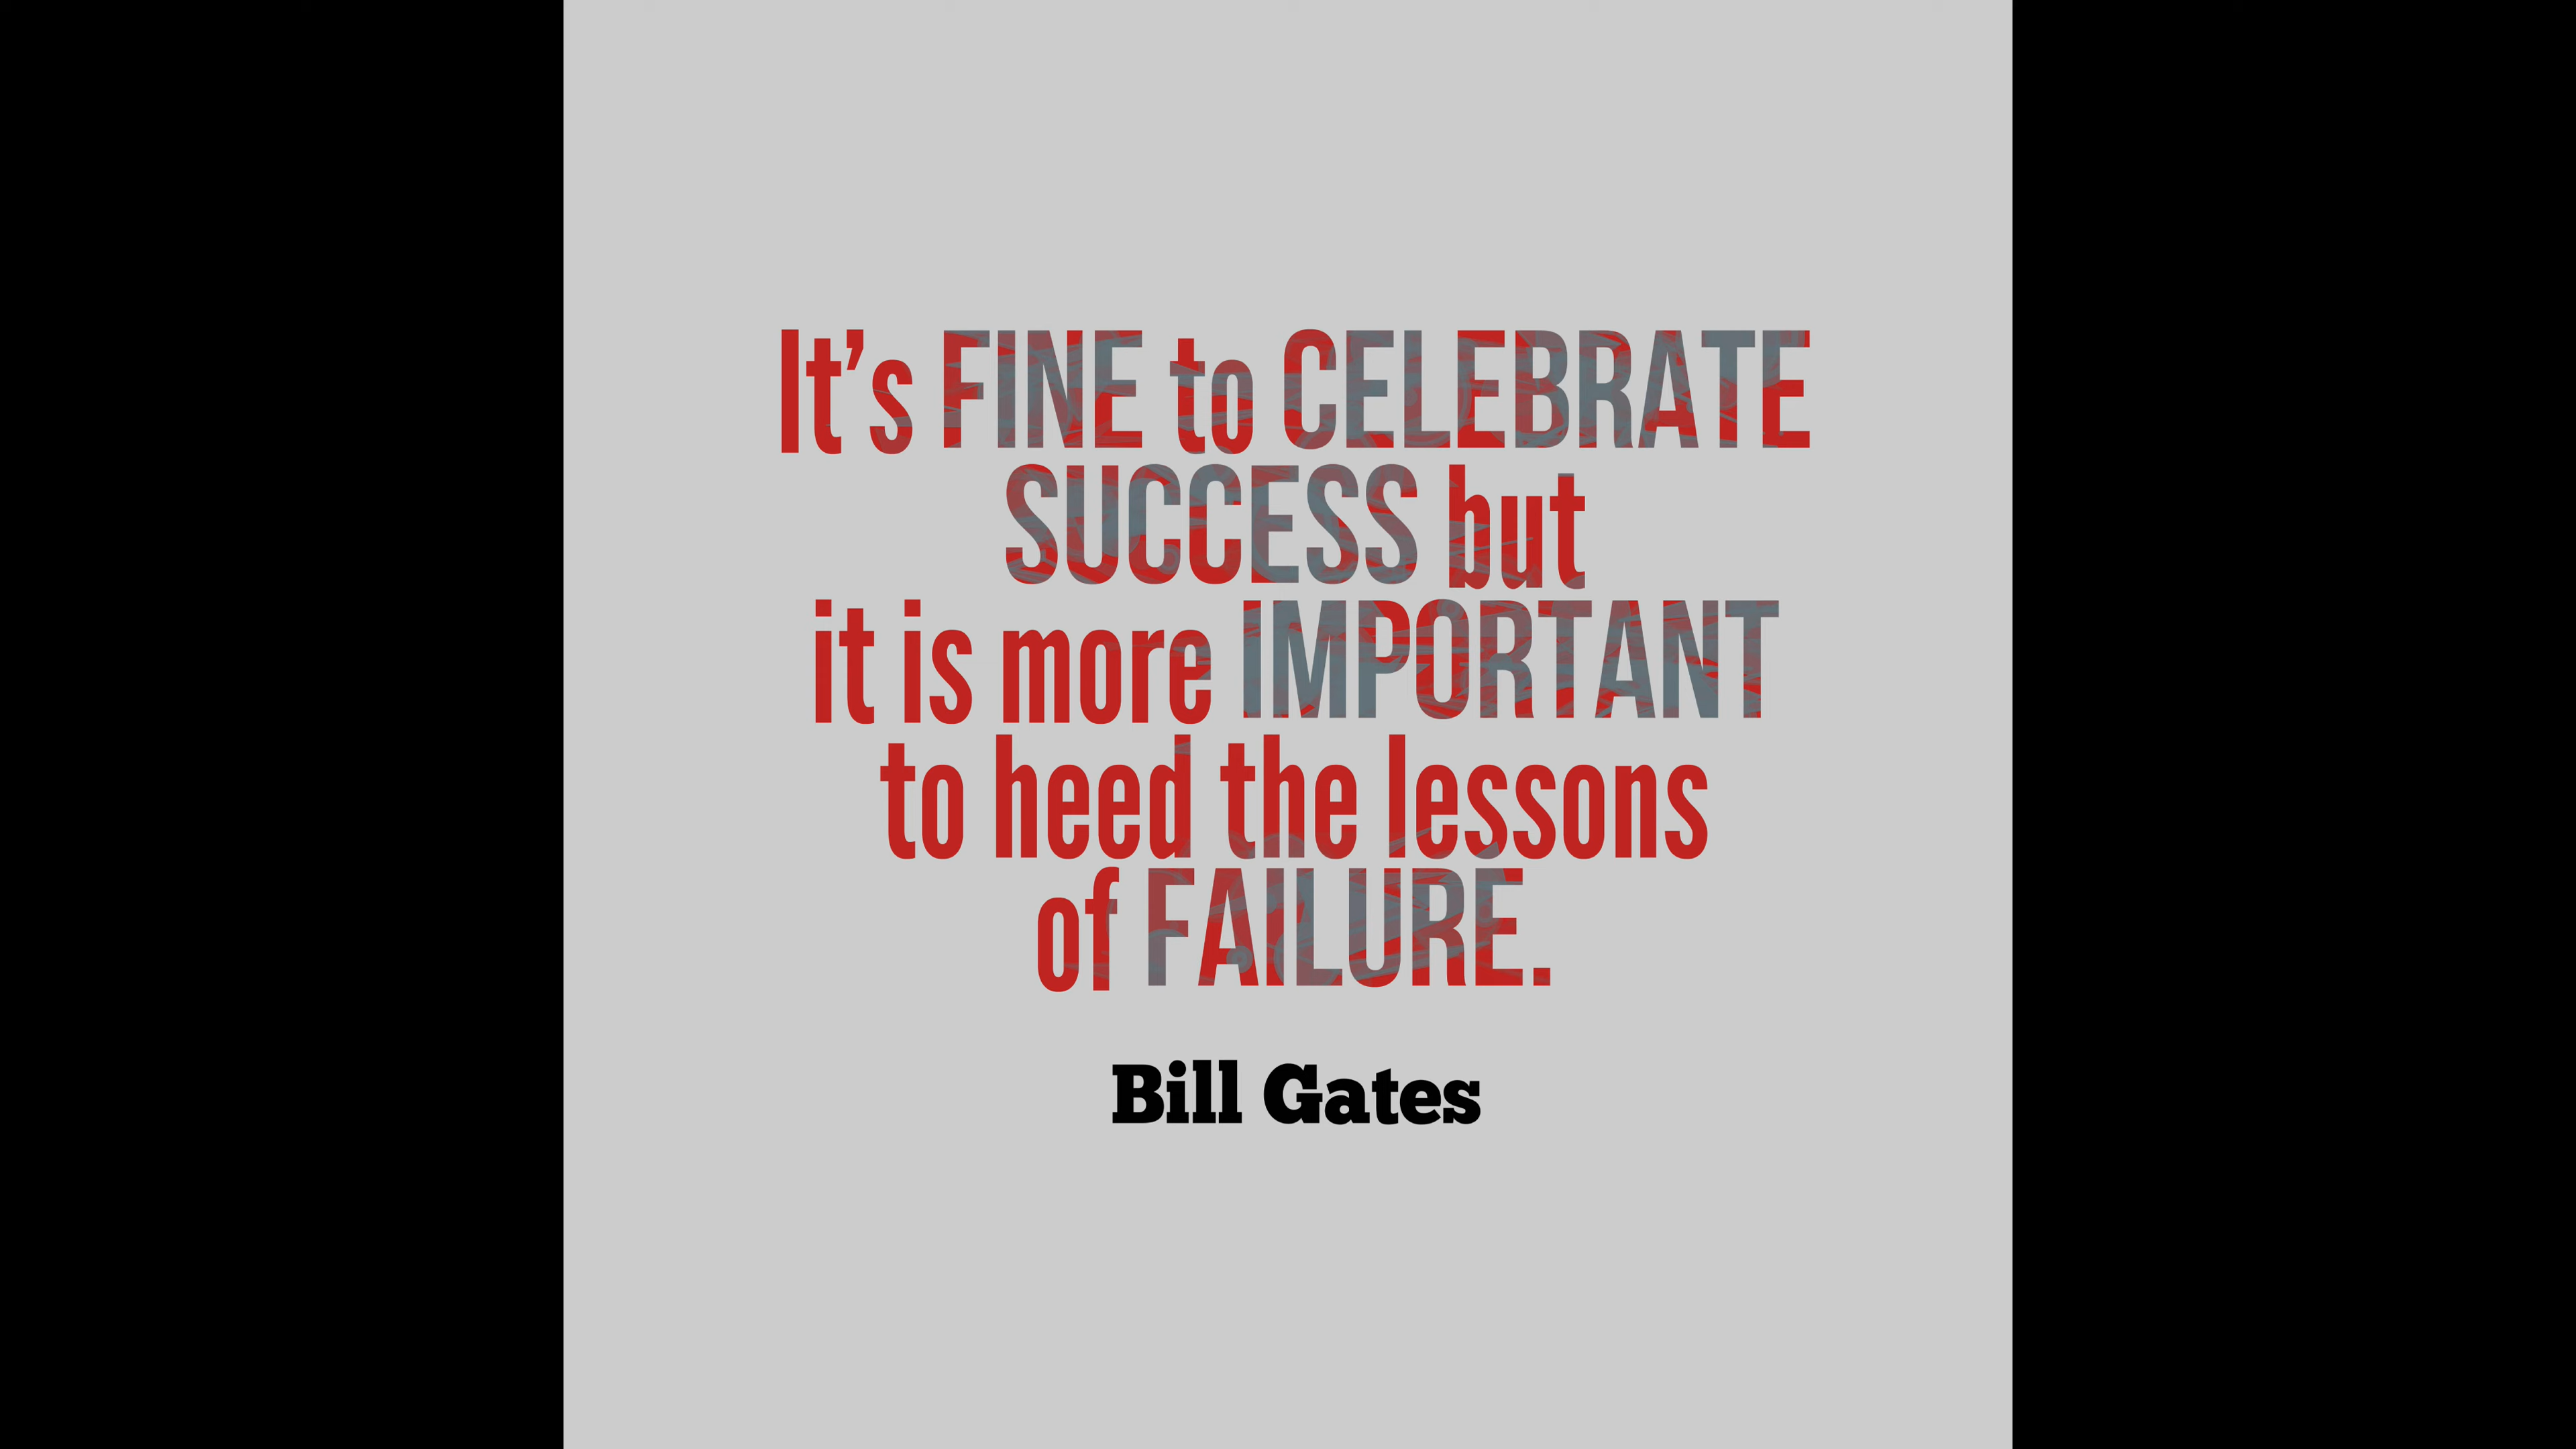 It’s FINE to CELEBRATE
SUCCESS but
it is more IMPORTANT
to heed the lessons
of FAILURE.
Bill Gates